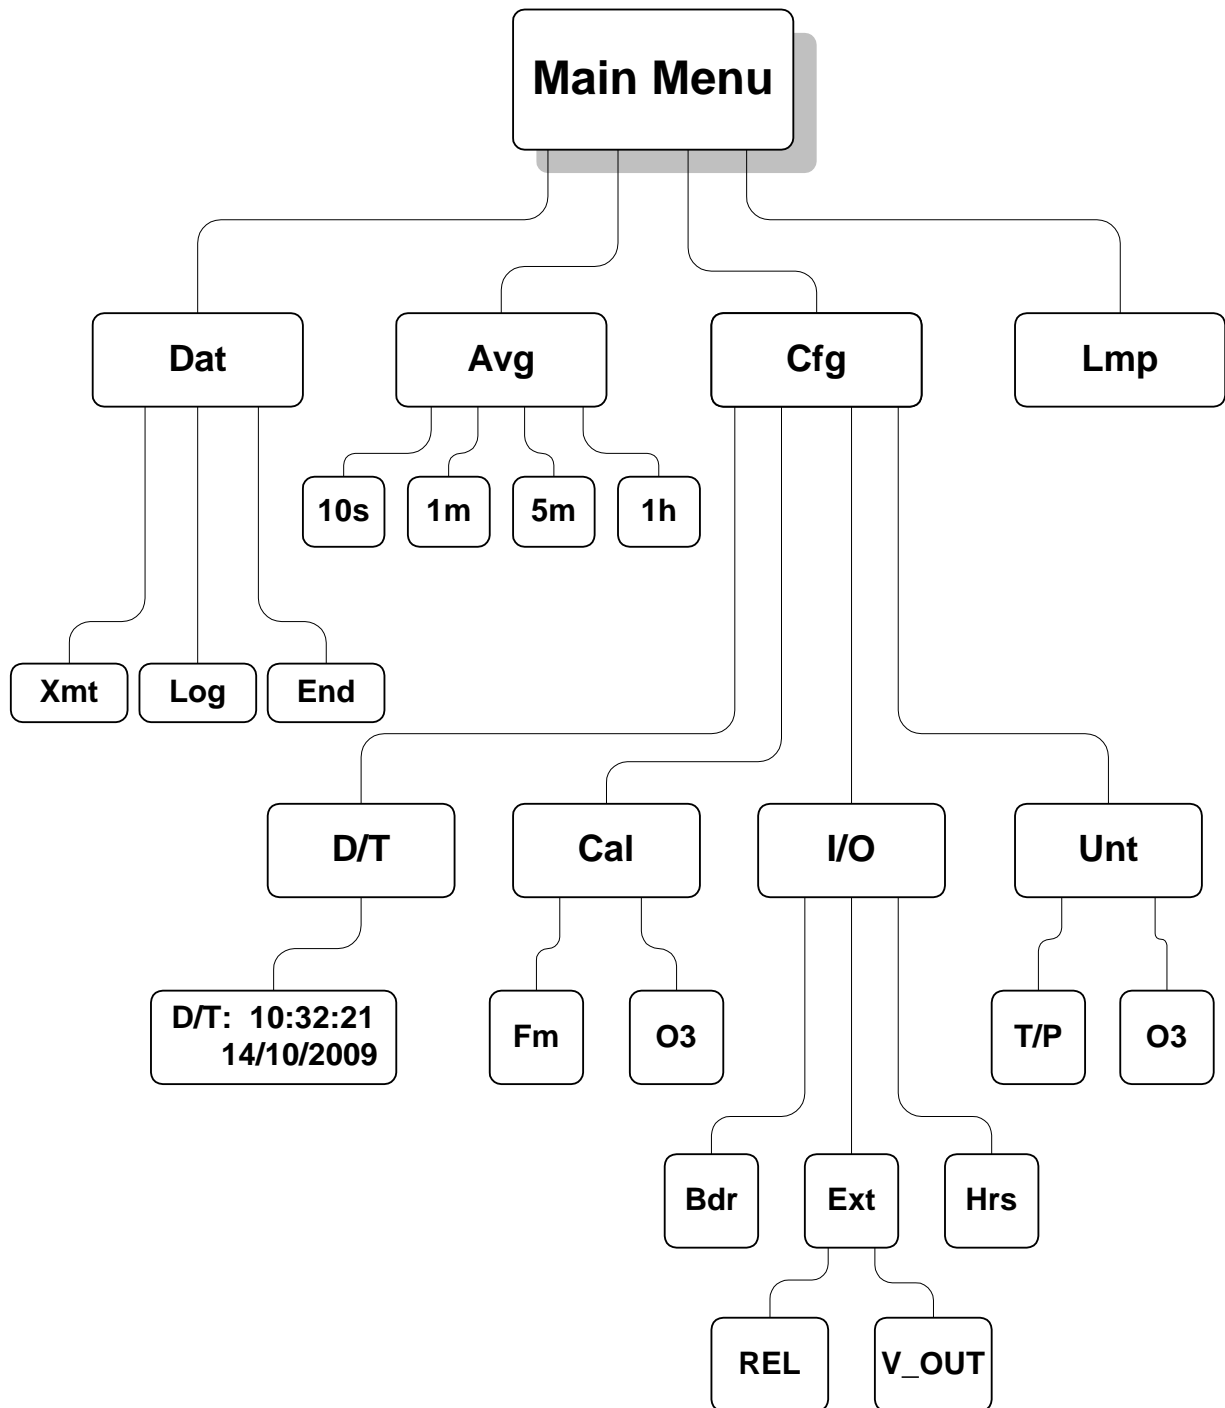 Main Menu
Dat
Avg
Cfg
Lmp
10s
1m
5m
1h
Xmt
Log
End
D/T
Cal
I/O
Unt
D/T: 10:32:21
14/10/2009
Fm
O3
T/P
O3
Bdr
Ext
Hrs
REL
V_OUT